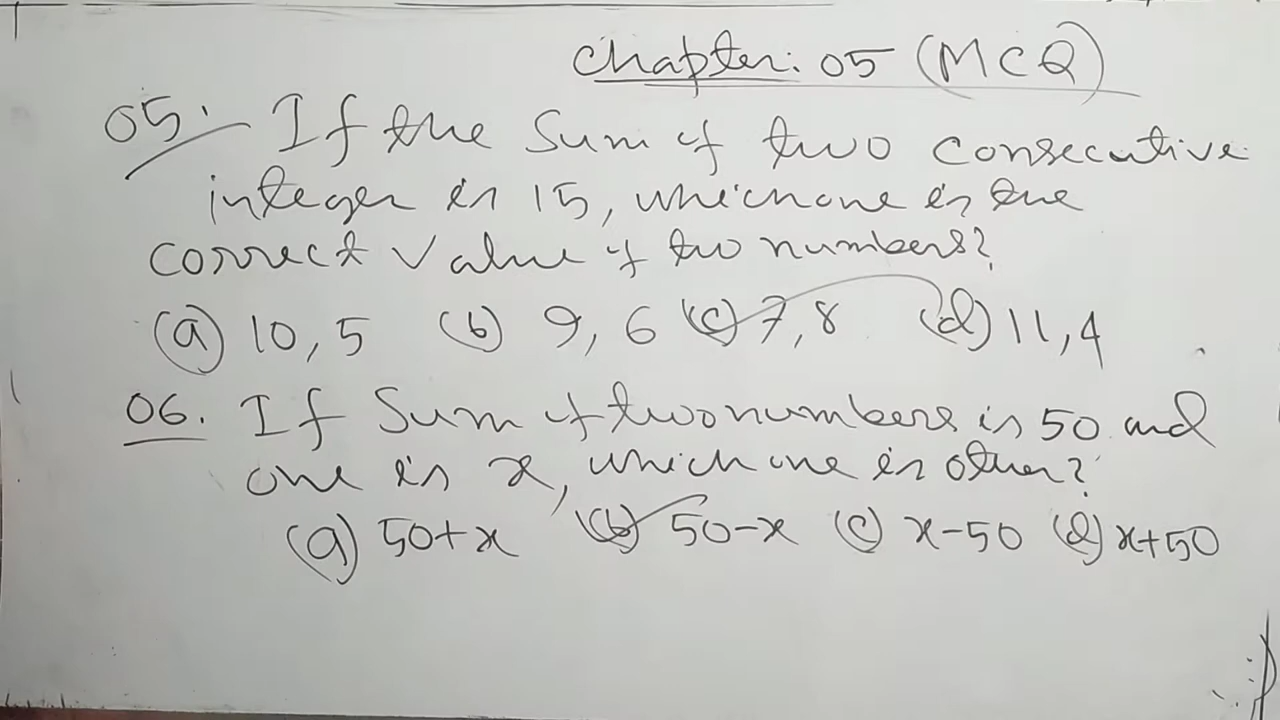 Chapter: 05 (MCQ)
05. If the Sum of two consecutive
integer is 15, which one is the
correct value of two numbers?
(a) 10, 5 (b) 9, 6 (c) 7, 8 (d) 11, 4
06. If Sum of two numbers is 50 and
one is x, which one is other?
(a) 50+x (b) 50-x (c) x-50 (d) x+50